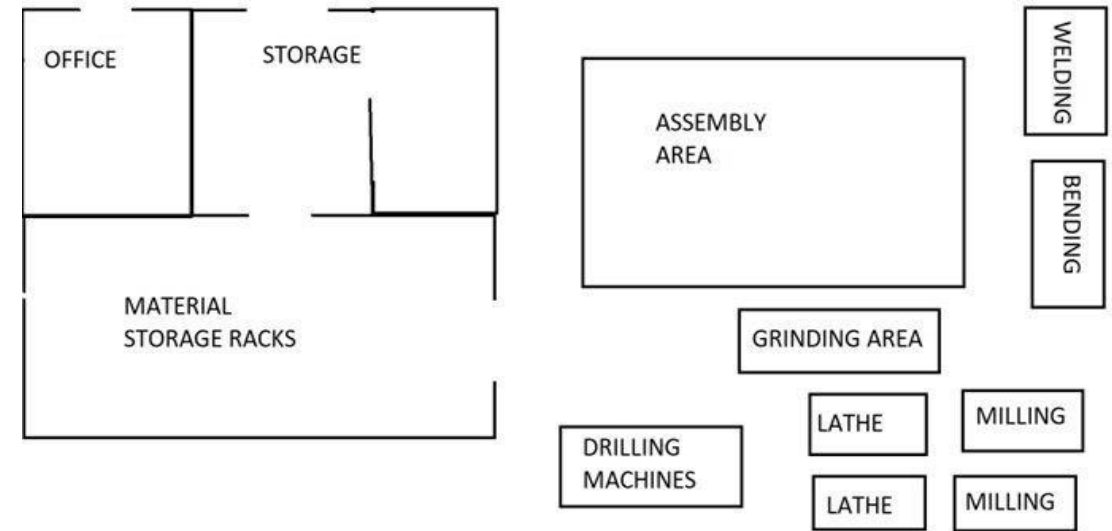 OFFICE
STORAGE
MATERIAL
STORAGE RACKS
ASSEMBLY
AREA
WELDING
BENDING
GRINDING AREA
DRILLING
MACHINES
LATHE
MILLING
LATHE
MILLING